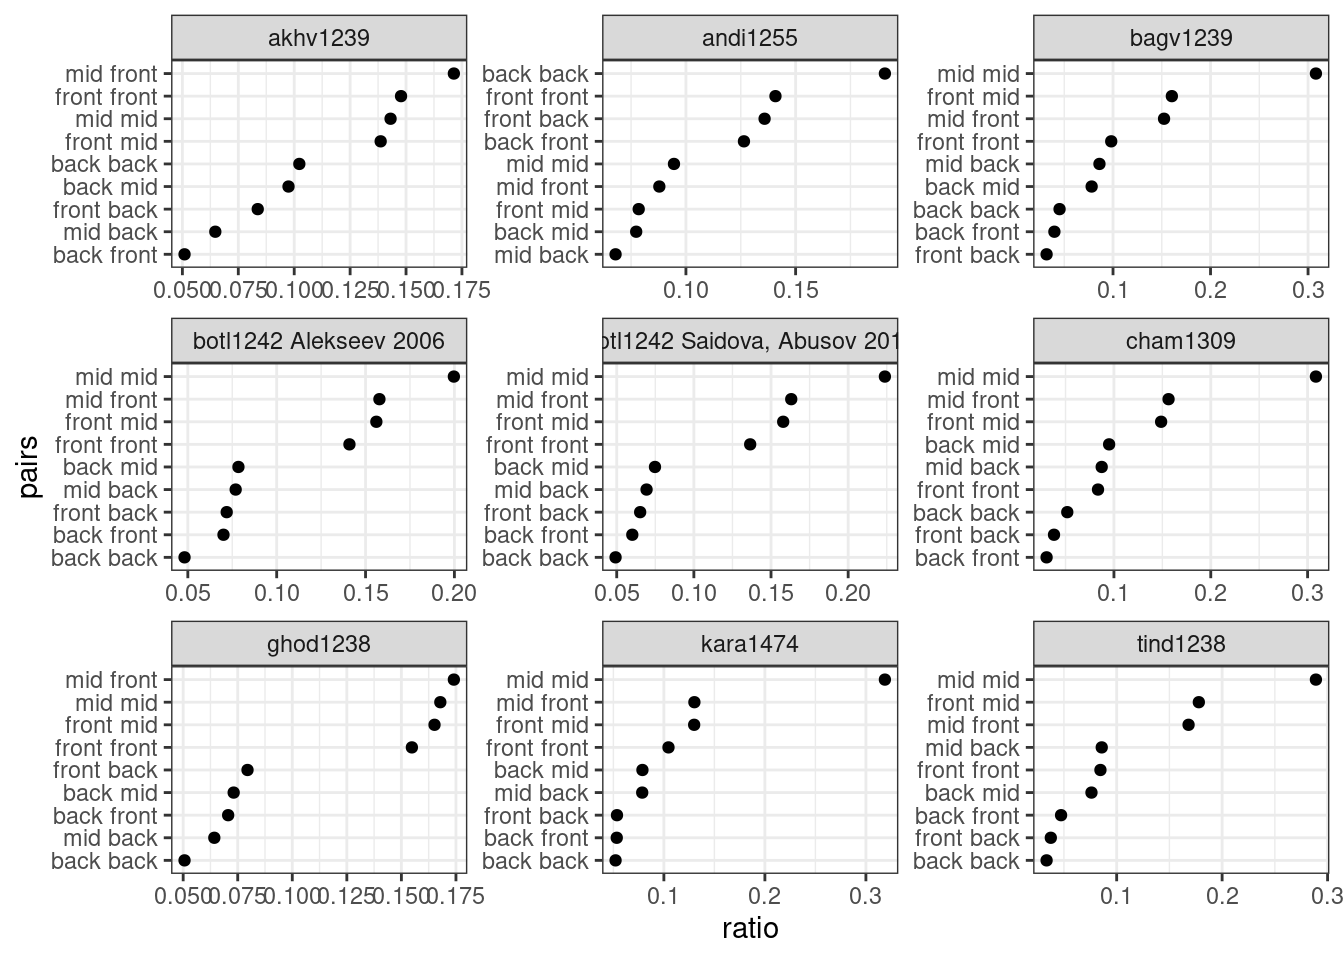 akhv1239
mid front
front front
mid mid
front mid
back back
back mid
front back
mid back
back front
0.050 0.075 0.100 0.125 0.150 0.175
andi1255
back back
front front
front back
back front
mid mid
mid front
front mid
back mid
mid back
0.10 0.15
bagv1239
mid mid
front mid
mid front
front front
mid back
back mid
back back
back front
front back
0.1 0.2 0.3
pairs
botl1242 Alekseev 2006
mid mid
mid front
front mid
front front
back mid
mid back
front back
back front
back back
0.05 0.10 0.15 0.20
otl1242 Saidova, Abusov 201
mid mid
mid front
front mid
front front
back mid
mid back
front back
back front
back back
0.05 0.10 0.15 0.20
cham1309
mid mid
mid front
front mid
back mid
mid back
front front
back back
front back
back front
0.1 0.2 0.3
ghod1238
mid front
mid mid
front mid
front front
front back
back mid
back front
mid back
back back
0.050 0.075 0.100 0.125 0.150 0.175
kara1474
mid mid
mid front
front mid
front front
back mid
mid back
front back
back front
back back
0.1 0.2 0.3
tind1238
mid mid
front mid
mid front
mid back
front front
back mid
back front
front back
back back
0.1 0.2 0.3
ratio